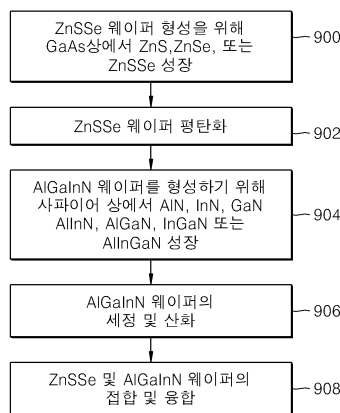 ZnSSe 웨이퍼 형성을 위해
GaAs상에서 ZnS,ZnSe, 또는
ZnSSe 성장
900
ZnSSe 웨이퍼 평탄화
902
AlGaInN 웨이퍼를 형성하기 위해
사파이어 상에서 AlN, InN, GaN
AlInN, AlGaN, InGaN 또는
AlInGaN 성장
904
AlGaInN 웨이퍼의
세정 및 산화
906
ZnSSe 및 AlGaInN 웨이퍼의
접합 및 융합
908